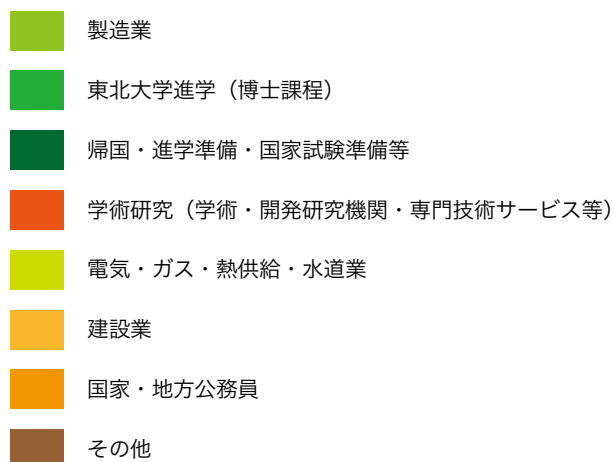 製造業
東北大学進学（博士課程）
帰国・進学準備・国家試験準備等
学術研究（学術・開発研究機関・専門技術サービス等）
電気・ガス・熱供給・水道業
建設業
国家・地方公務員
その他